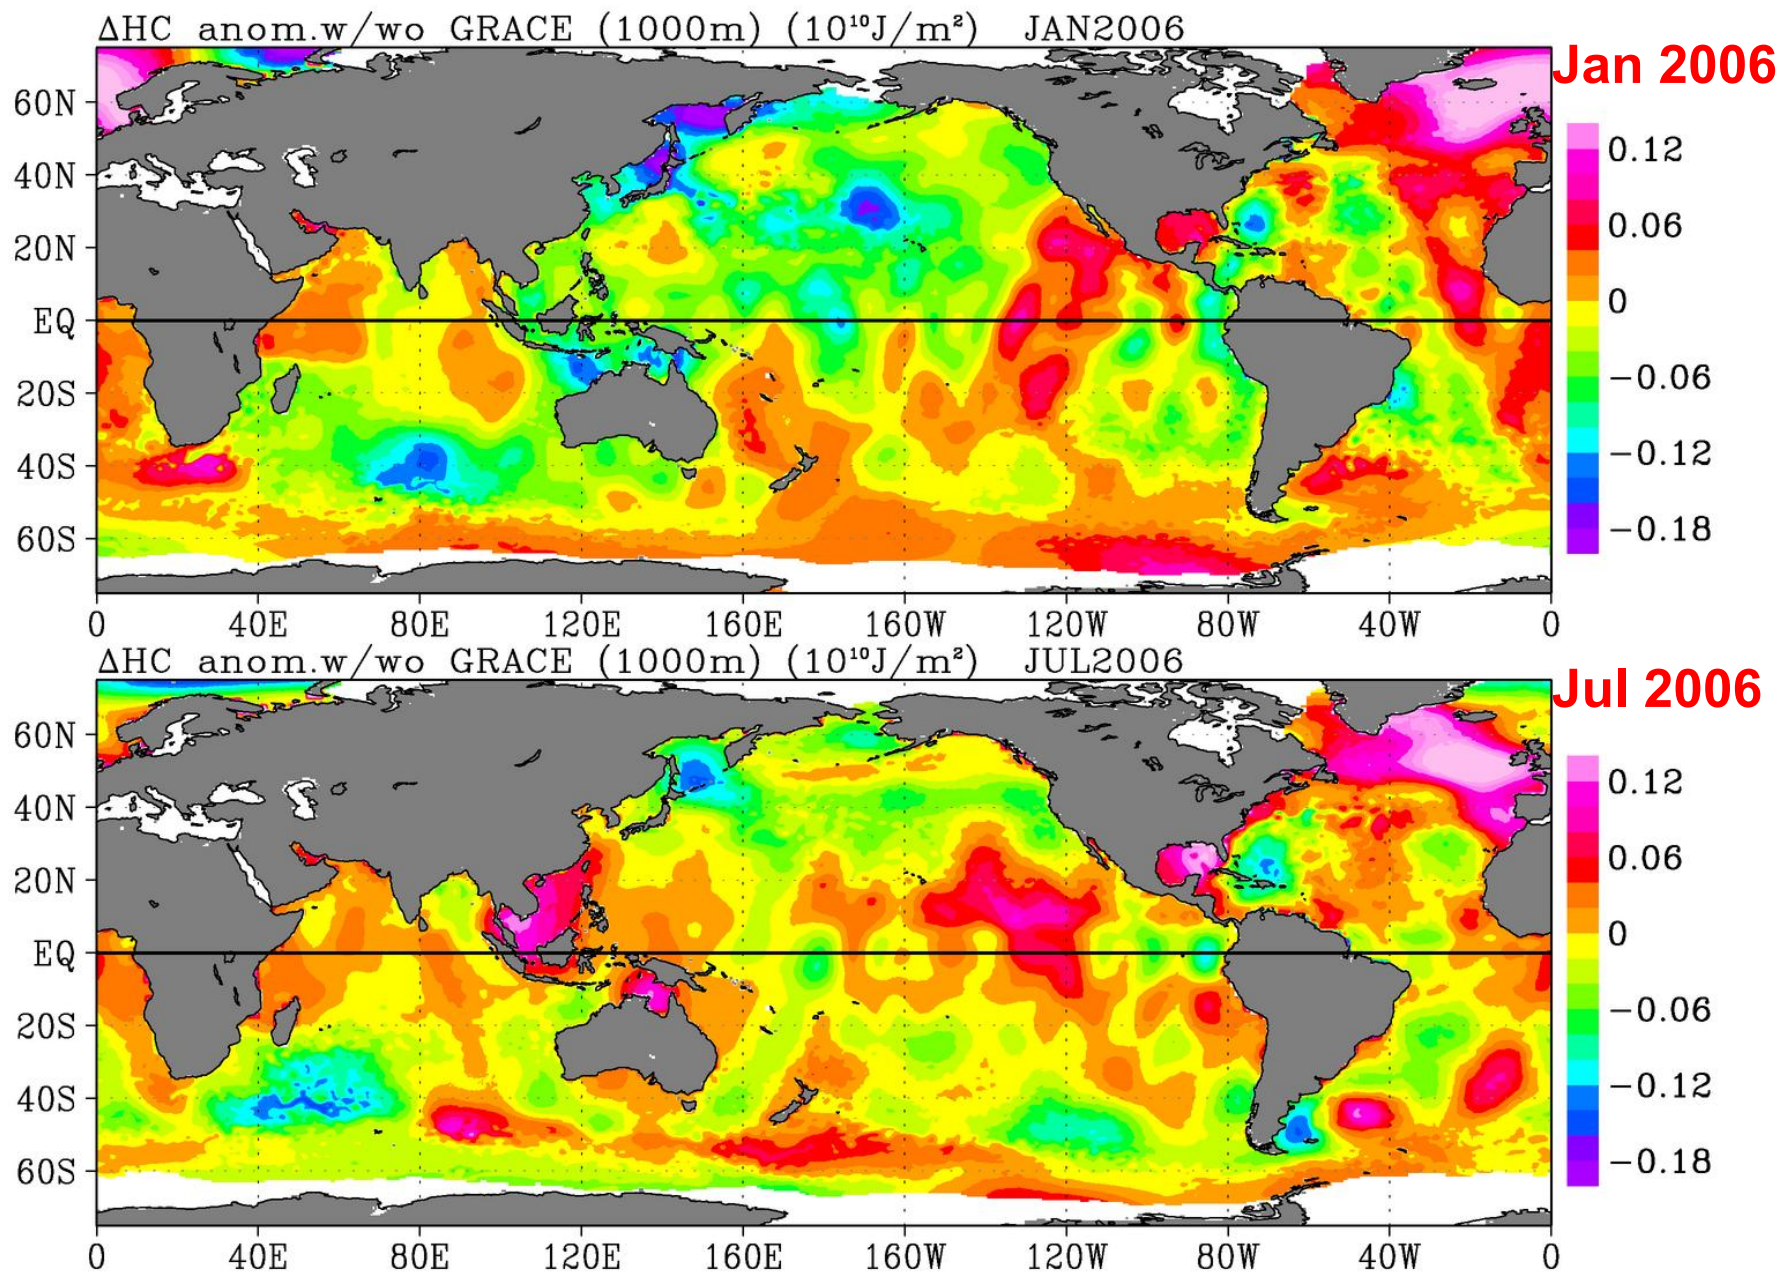 ΔHC anom.w/wo GRACE (1000m) (10¹⁰J/m²) JAN2006
Jan 2006
60N
40N
20N
EQ
20S
40S
60S
0 40E 80E 120E 160E 160W 120W 80W 40W 0
0.12
0.06
0
−0.06
−0.12
−0.18
ΔHC anom.w/wo GRACE (1000m) (10¹⁰J/m²) JUL2006
Jul 2006
60N
40N
20N
EQ
20S
40S
60S
0 40E 80E 120E 160E 160W 120W 80W 40W 0
0.12
0.06
0
−0.06
−0.12
−0.18